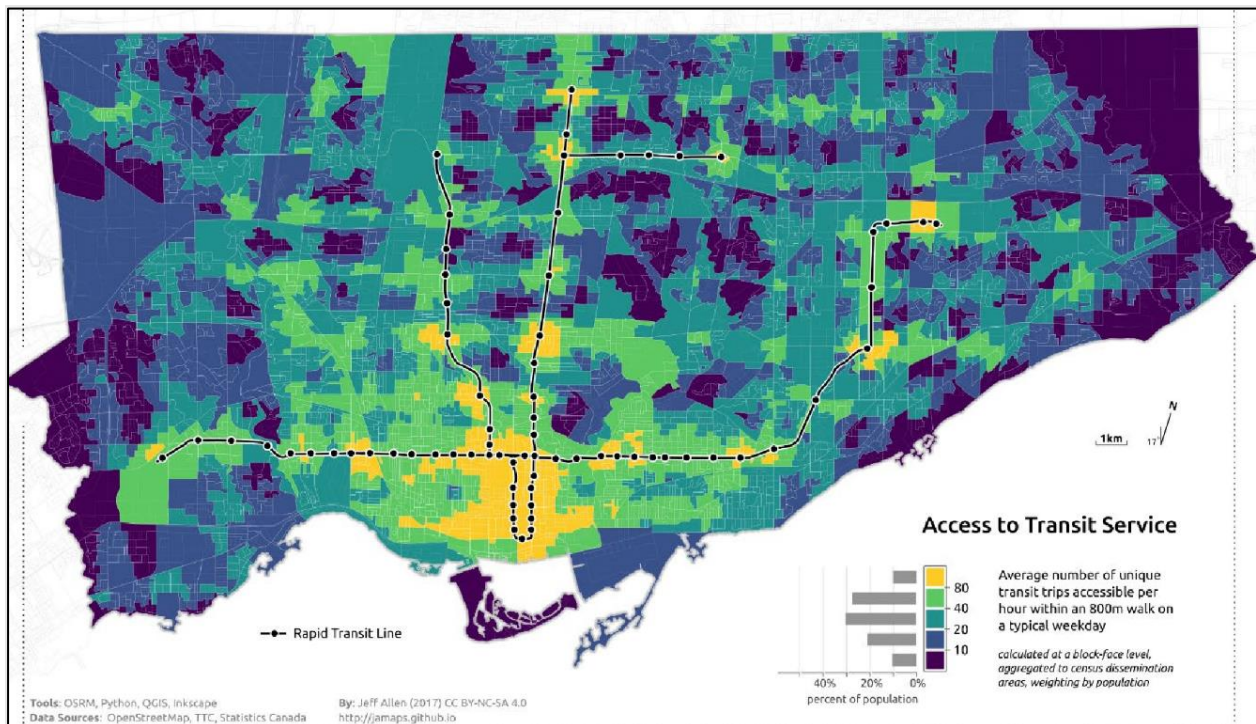 N
1km
17°
Access to Transit Service
80
40
20
10
Average number of unique
transit trips accessible per
hour within an 800m walk on
a typical weekday
calculated at a block-face level,
aggregated to census dissemination
areas, weighting by population
40% 20% 0%
percent of population
Rapid Transit Line
Tools: OSRM, Python, QGIS, Inkscape
Data Sources: OpenStreetMap, TTC, Statistics Canada
By: Jeff Allen (2017) CC BY-NC-SA 4.0
http://jamaps.github.io